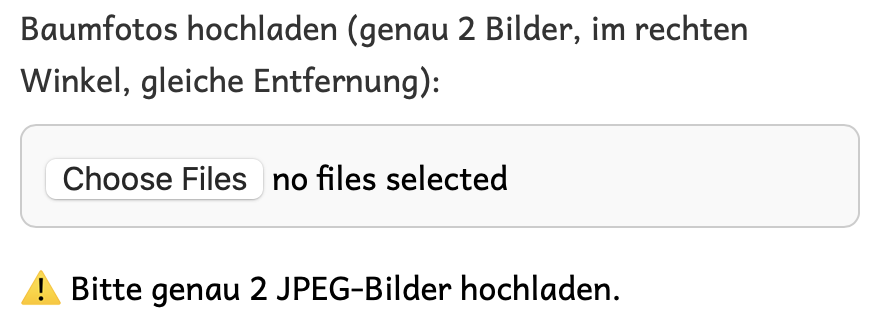 Baumfotos hochladen (genau 2 Bilder, im rechten
Winkel, gleiche Entfernung):
Choose Files no files selected
⚠️ Bitte genau 2 JPEG-Bilder hochladen.